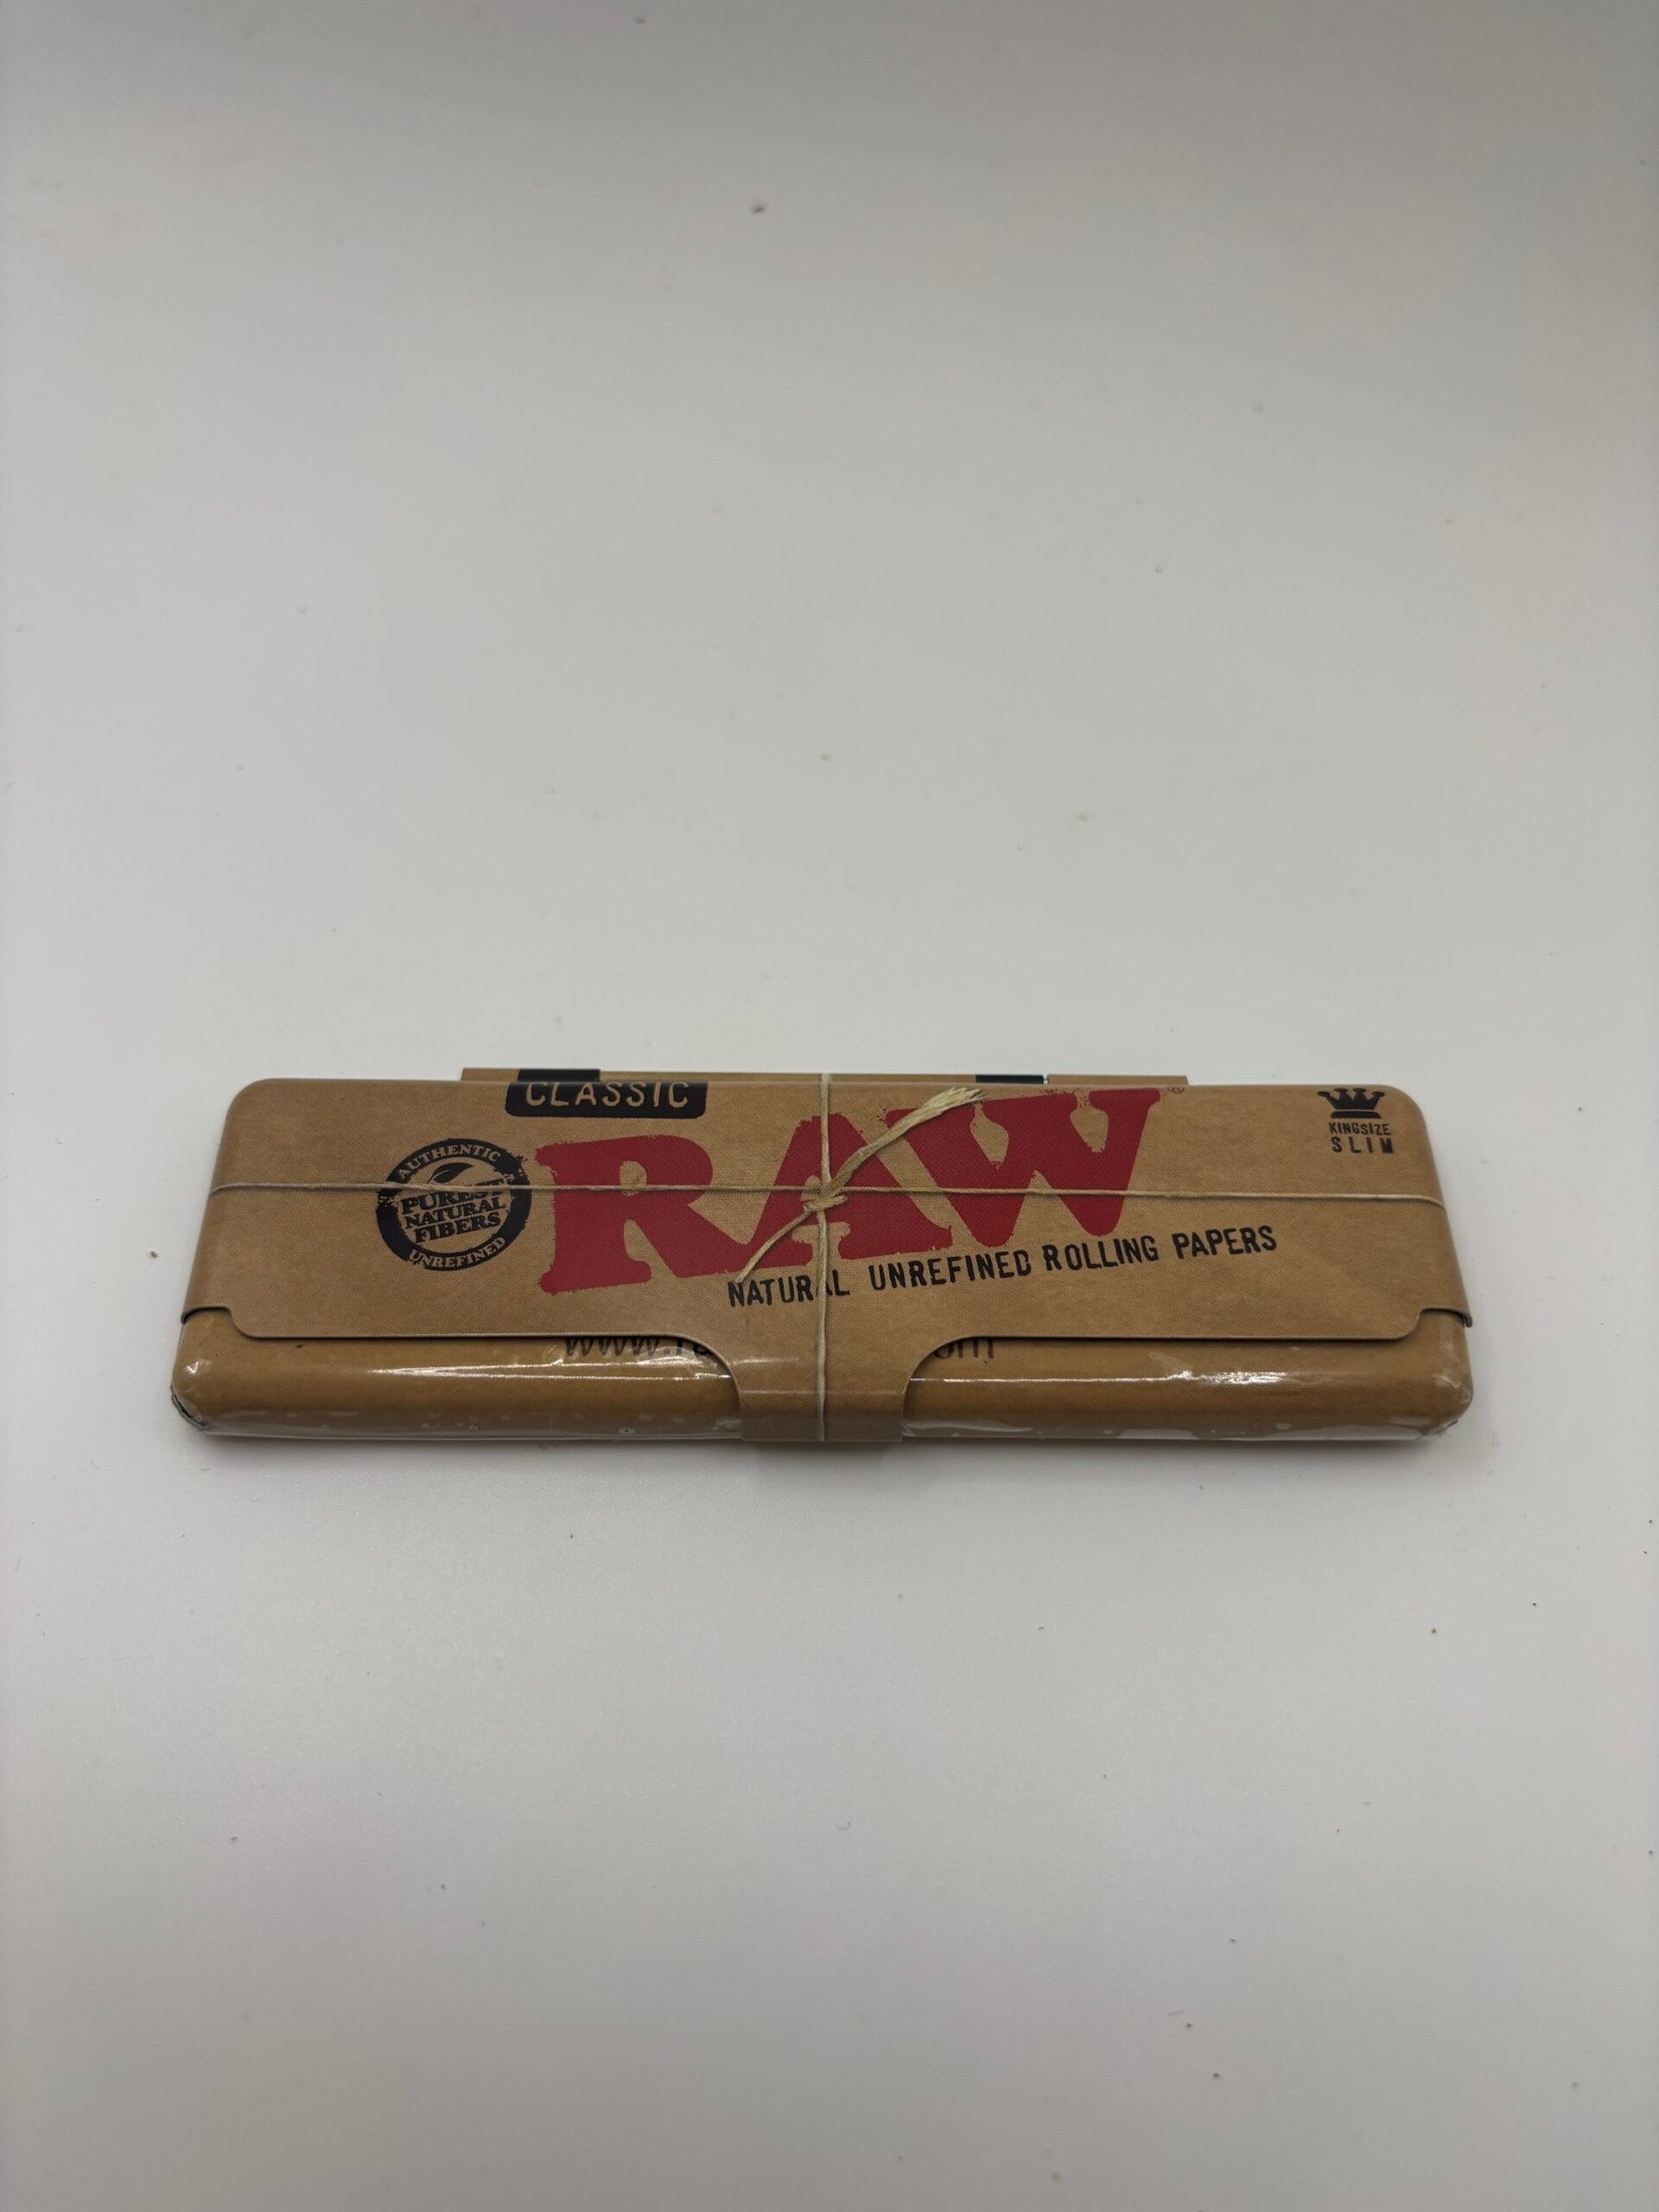 CLASSIC
RAW®
KINGSIZE
SLIM
AUTHENTIC
PUREST
NATURAL
FIBERS
UNREFINED
NATURAL UNREFINED ROLLING PAPERS